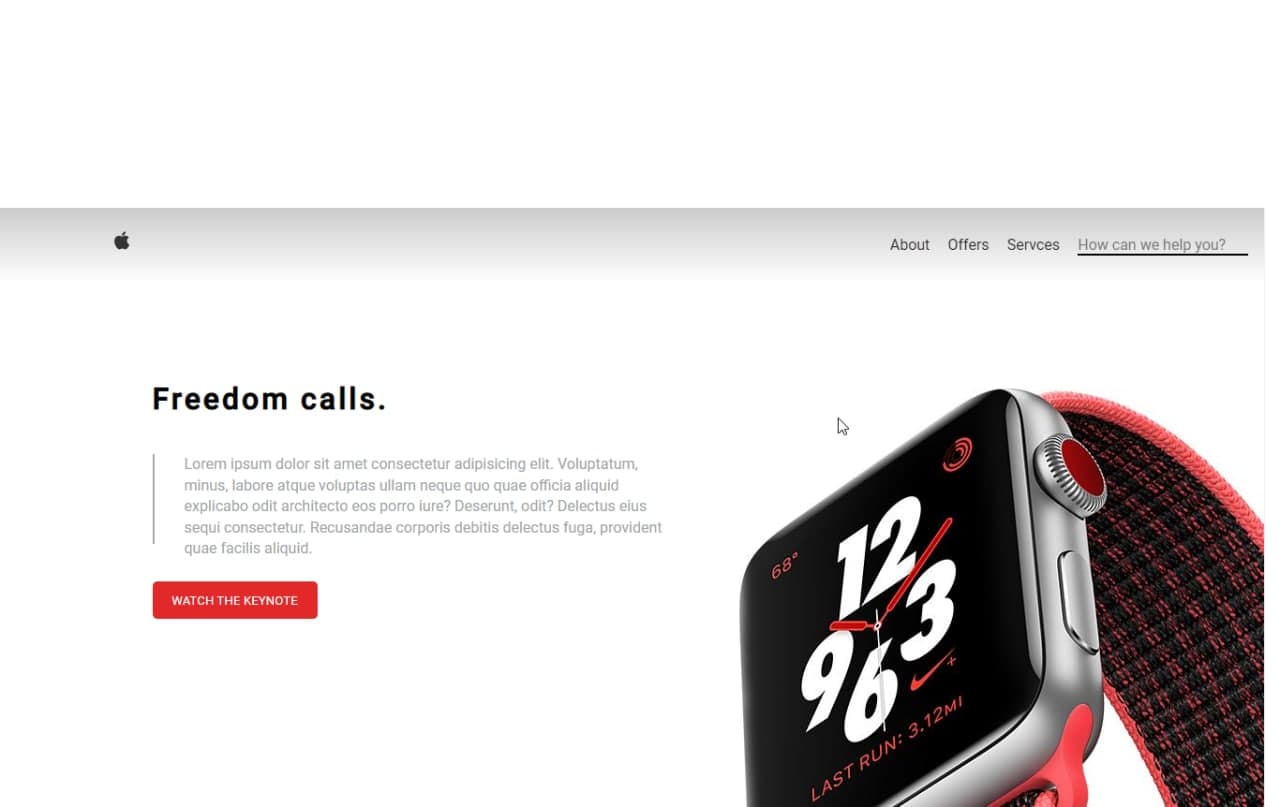 About Offers Servces How can we help you?
Freedom calls.
Lorem ipsum dolor sit amet consectetur adipisicing elit. Voluptatum,
minus, labore atque voluptas ullam neque quo quae officia aliquid
explicabo odit architecto eos porro iure? Deserunt, odit? Delectus eius
sequi consectetur. Recusandae corporis debitis delectus fuga, provident
quae facilis aliquid.
WATCH THE KEYNOTE
68°
12
3
9
6
LAST RUN: 3.12MI